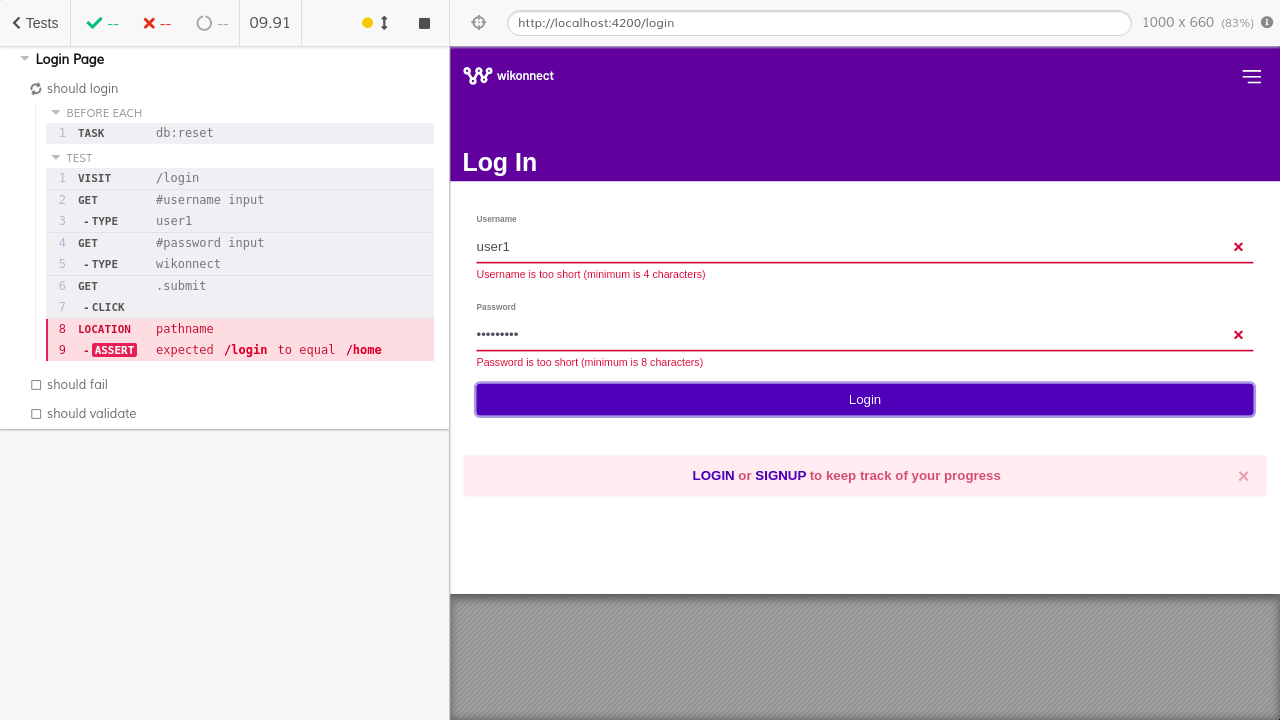 Tests -- -- -- 09.91
Login Page
should login
BEFORE EACH
1 TASK db:reset
TEST
1 VISIT /login
2 GET #username input
3 - TYPE user1
4 GET #password input
5 - TYPE wikonnect
6 GET .submit
7 - CLICK
8 LOCATION pathname
9 - ASSERT expected /login to equal /home
should fail
should validate
http://localhost:4200/login 1000 x 660 (83%)
wikonnect
Log In
Username
user1
Username is too short (minimum is 4 characters)
Password
•••••••••
Password is too short (minimum is 8 characters)
Login
LOGIN or SIGNUP to keep track of your progress ×